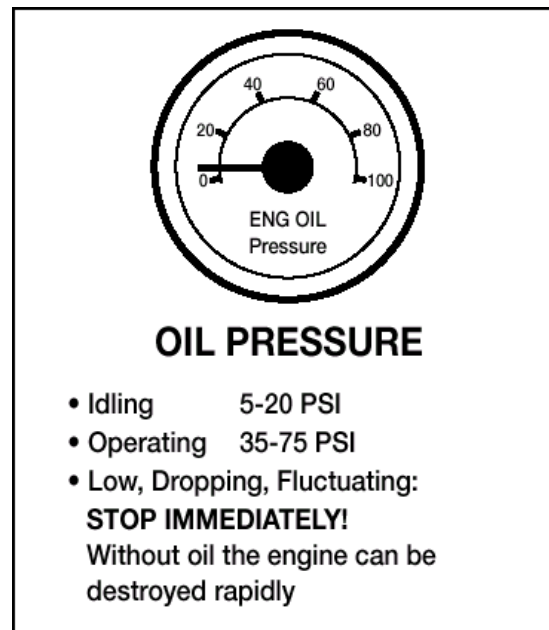 40 60
20 80
0 100
ENG OIL
Pressure
OIL PRESSURE
• Idling 5-20 PSI
• Operating 35-75 PSI
• Low, Dropping, Fluctuating:
STOP IMMEDIATELY!
Without oil the engine can be
destroyed rapidly